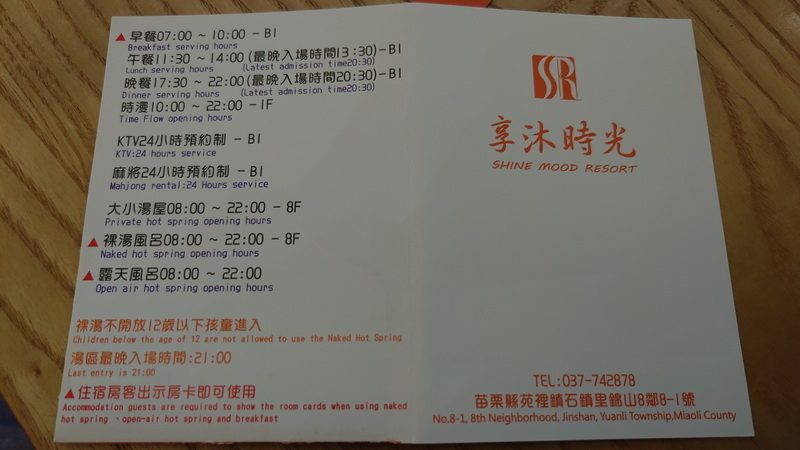 ▲早餐07:00 ~ 10:00 - B1
Breakfast serving hours
午餐11:30 ~ 14:00 (最晚入場時間13:30)-B1
Lunch serving hours (Latest admission time20:30)
晚餐17:30 ~ 22:00 (最晚入場時間20:30)-B1
Dinner serving hours (Latest admission time20:30)
時漫10:00 ~ 22:00 -1F
Time Flow opening hours
KTV24小時預約制 - B1
KTV:24 hours service
麻將24小時預約制 - B1
Mahjong rental:24 Hours service
大小湯屋08:00 ~ 22:00 - 8F
Private hot spring opening hours
▲裸湯風呂08:00 ~ 22:00 - 8F
Naked hot spring opening hours
▲露天風呂08:00 ~ 22:00
Open air hot spring opening hours
裸湯不開放12歲以下孩童進入
Children below the age of 12 are not allowed to use the Naked Hot Spring
湯區最晚入場時間:21:00
Last entry is 21:00
▲住宿房客出示房卡即可使用
Accommodation guests are required to show the room cards when using naked
hot spring 、open-air hot spring and breakfast
SR
享沐時光
SHINE MOOD RESORT
TEL:037-742878
苗栗縣苑裡鎮石鎮里錦山8鄰8-1號
No.8-1, 8th Neighborhood, Jinshan, Yuanli Township,Miaoli County